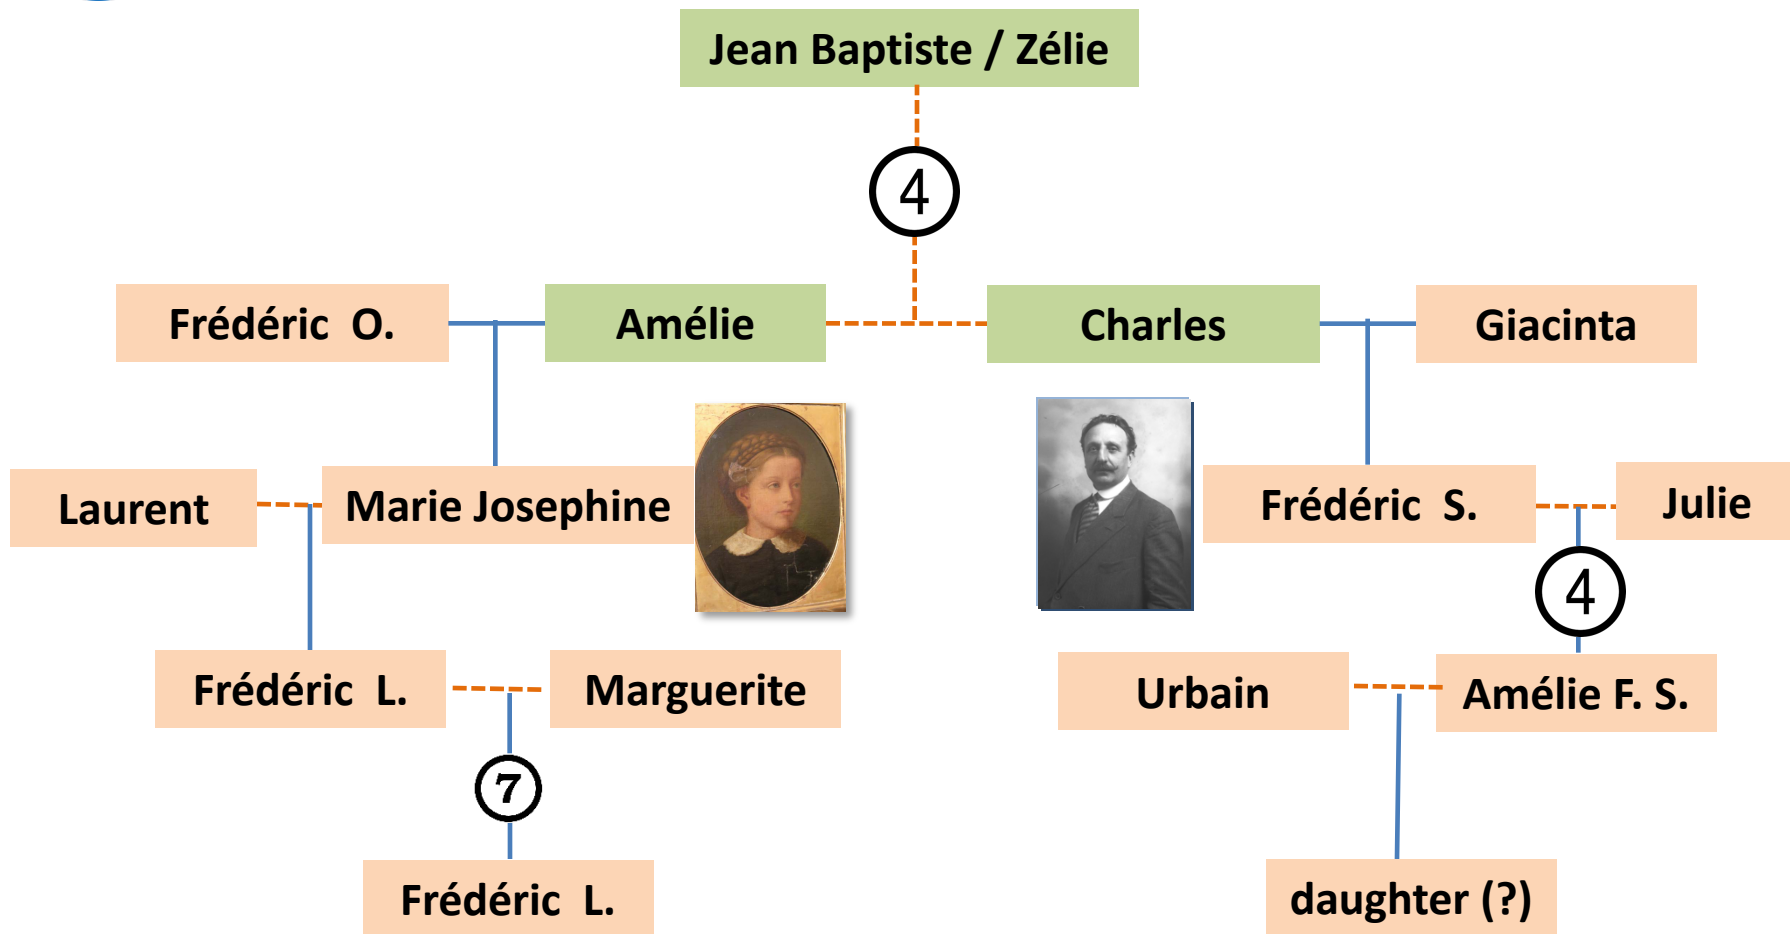 Jean Baptiste / Zélie
4
Frédéric O.
Amélie
Charles
Giacinta
Laurent
Marie Josephine
Frédéric S.
Julie
4
Frédéric L.
Marguerite
Urbain
Amélie F. S.
7
Frédéric L.
daughter (?)